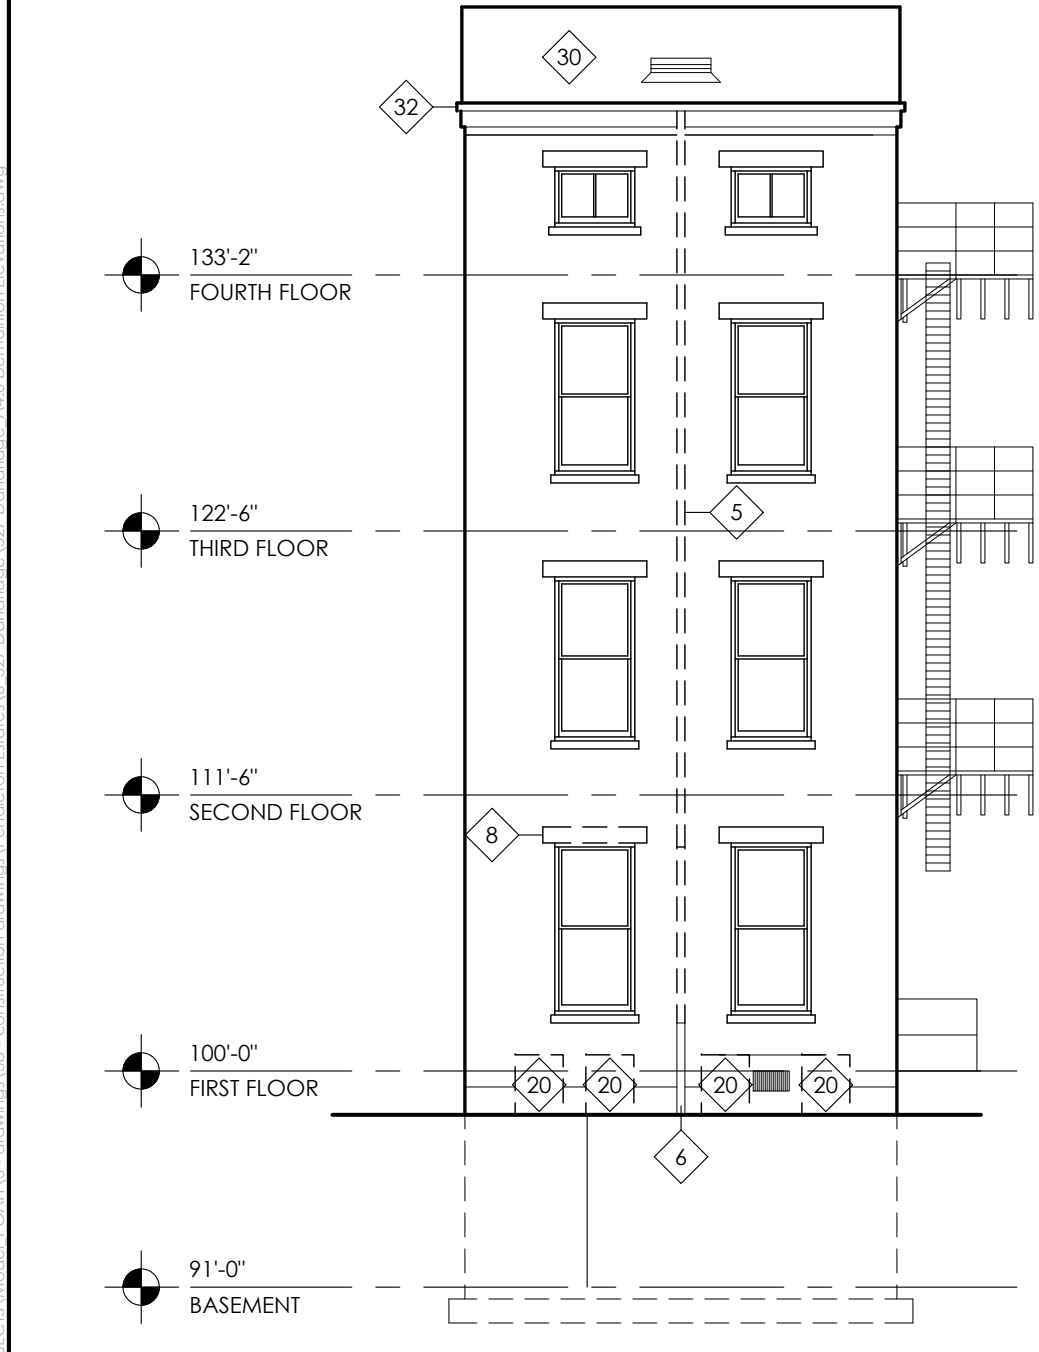 30
32
133'-2"
FOURTH FLOOR
122'-6"
THIRD FLOOR
5
111'-6"
SECOND FLOOR
8
100'-0"
FIRST FLOOR
20 20 20 20
6
91'-0"
BASEMENT